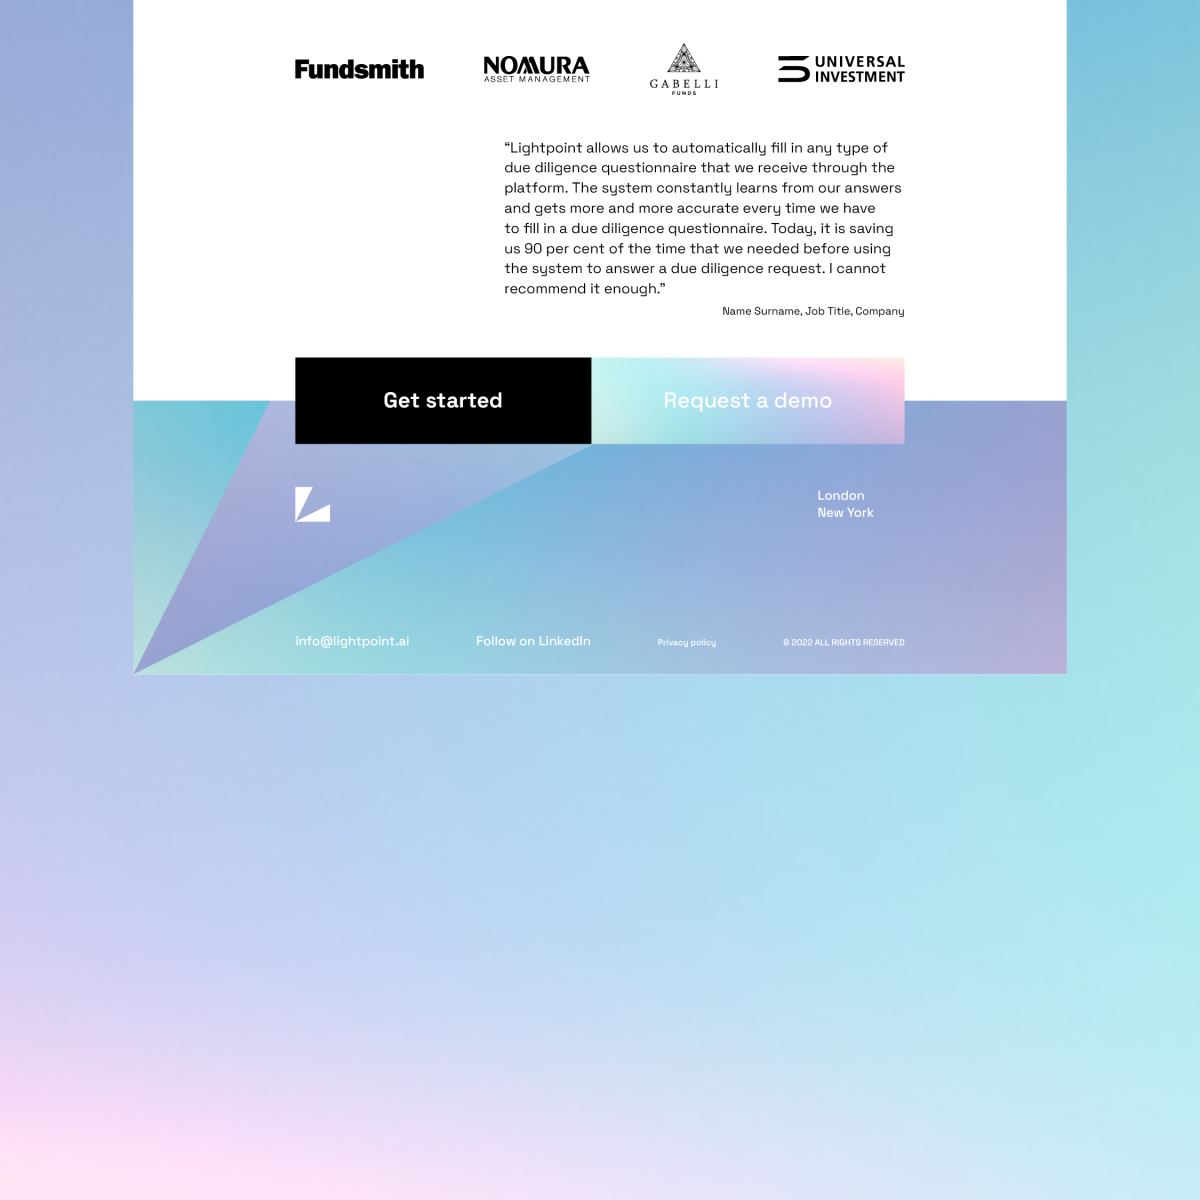 Fundsmith
NOMURA
ASSET MANAGEMENT
GABELLI
FUNDS
UNIVERSAL
INVESTMENT
“Lightpoint allows us to automatically fill in any type of
due diligence questionnaire that we receive through the
platform. The system constantly learns from our answers
and gets more and more accurate every time we have
to fill in a due diligence questionnaire. Today, it is saving
us 90 per cent of the time that we needed before using
the system to answer a due diligence request. I cannot
recommend it enough.”
Name Surname, Job Title, Company
Get started
Request a demo
London
New York
info@lightpoint.ai
Follow on LinkedIn
Privacy policy
© 2022 ALL RIGHTS RESERVED